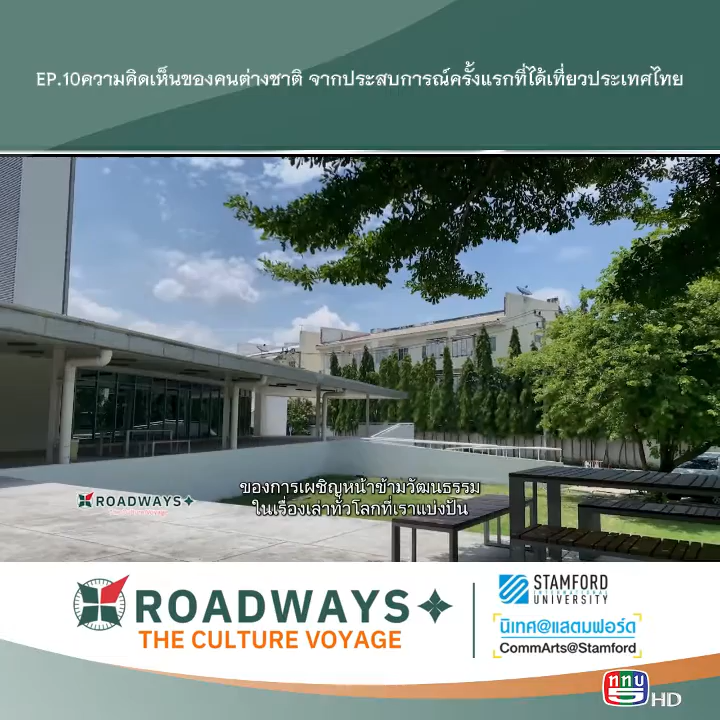 EP.10ความคิดเห็นของคนต่างชาติ จากประสบการณ์ครั้งแรกที่ได้เที่ยวประเทศไทย
ของการเผชิญหน้าข้ามวัฒนธรรม
ในเรื่องเล่าทั่วโลกที่เราแบ่งปัน
ROADWAYS
The Culture Voyage
ROADWAYS
THE CULTURE VOYAGE
STAMFORD
INTERNATIONAL
UNIVERSITY
นิเทศ@แสตมฟอร์ด
CommArts@Stamford
ททบ
5
HD